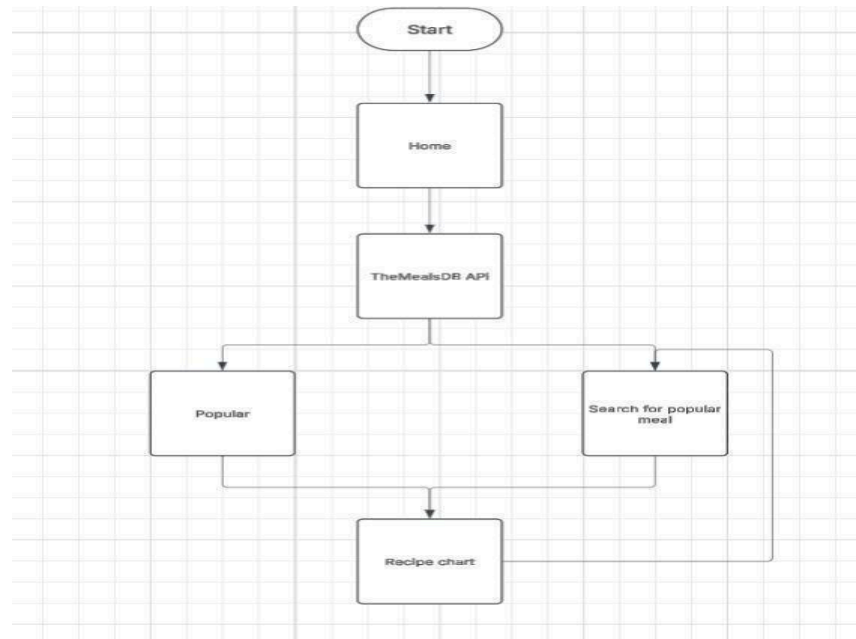 Start
Home
TheMealsDB API
Popular
Search for popular
meal
Recipe chart